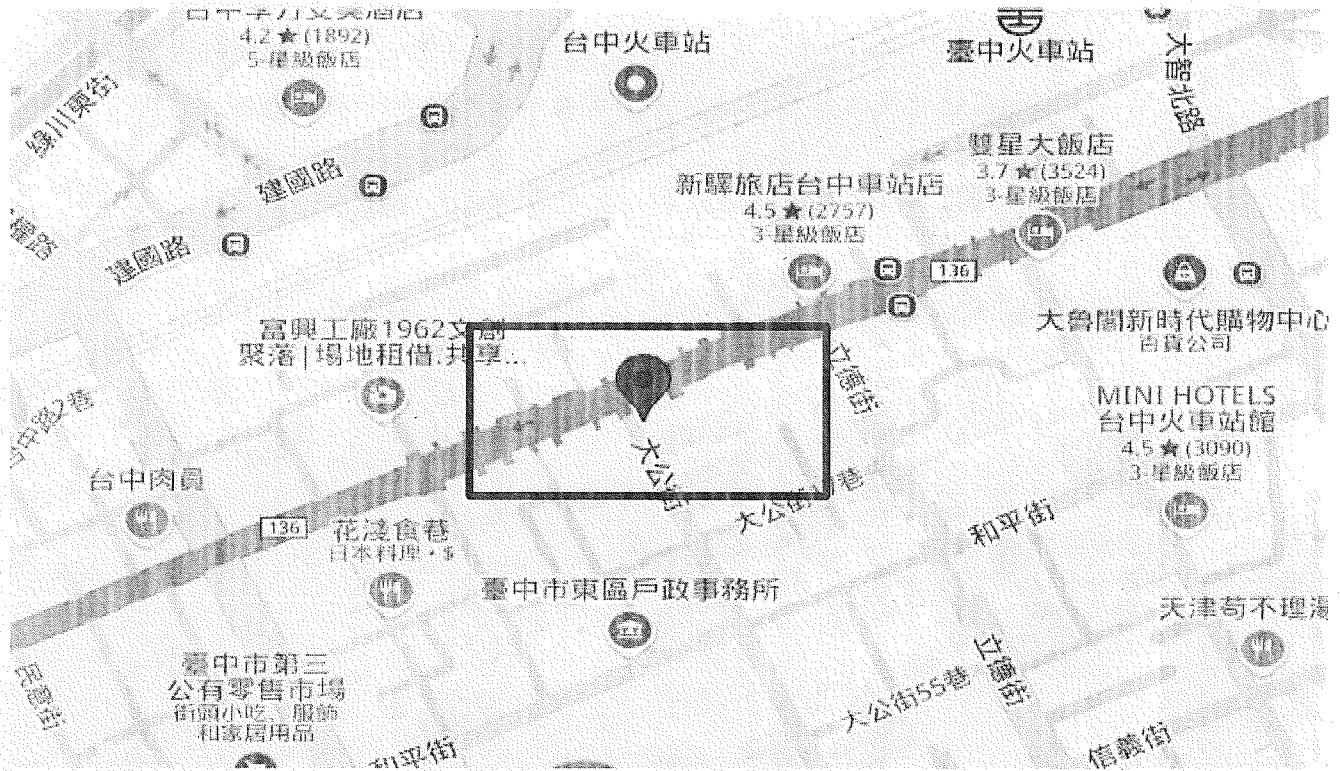 台中火車站
臺中火車站
大智北路
4.2 ★ (1892)
5-星級飯店
綠川東街
建國路
建國路
雙星大飯店
3.7 ★ (3524)
3-星級飯店
新驛旅店台中車站店
4.5 ★ (2757)
3-星級飯店
136
大魯閣新時代購物中心
百貨公司
富興工廠1962文創
聚落|場地租借.共享...
立德街
MINI HOTELS
台中火車站館
4.5 ★ (3090)
3-星級飯店
台中路2巷
台中肉員
大公街
136
花淺食巷
日本料理・$
和平街
臺中市東區戶政事務所
民意街
臺中市第三
公有零售市場
街頭小吃、服飾
和家居用品
立德街
大公街55巷
和平街
信義街